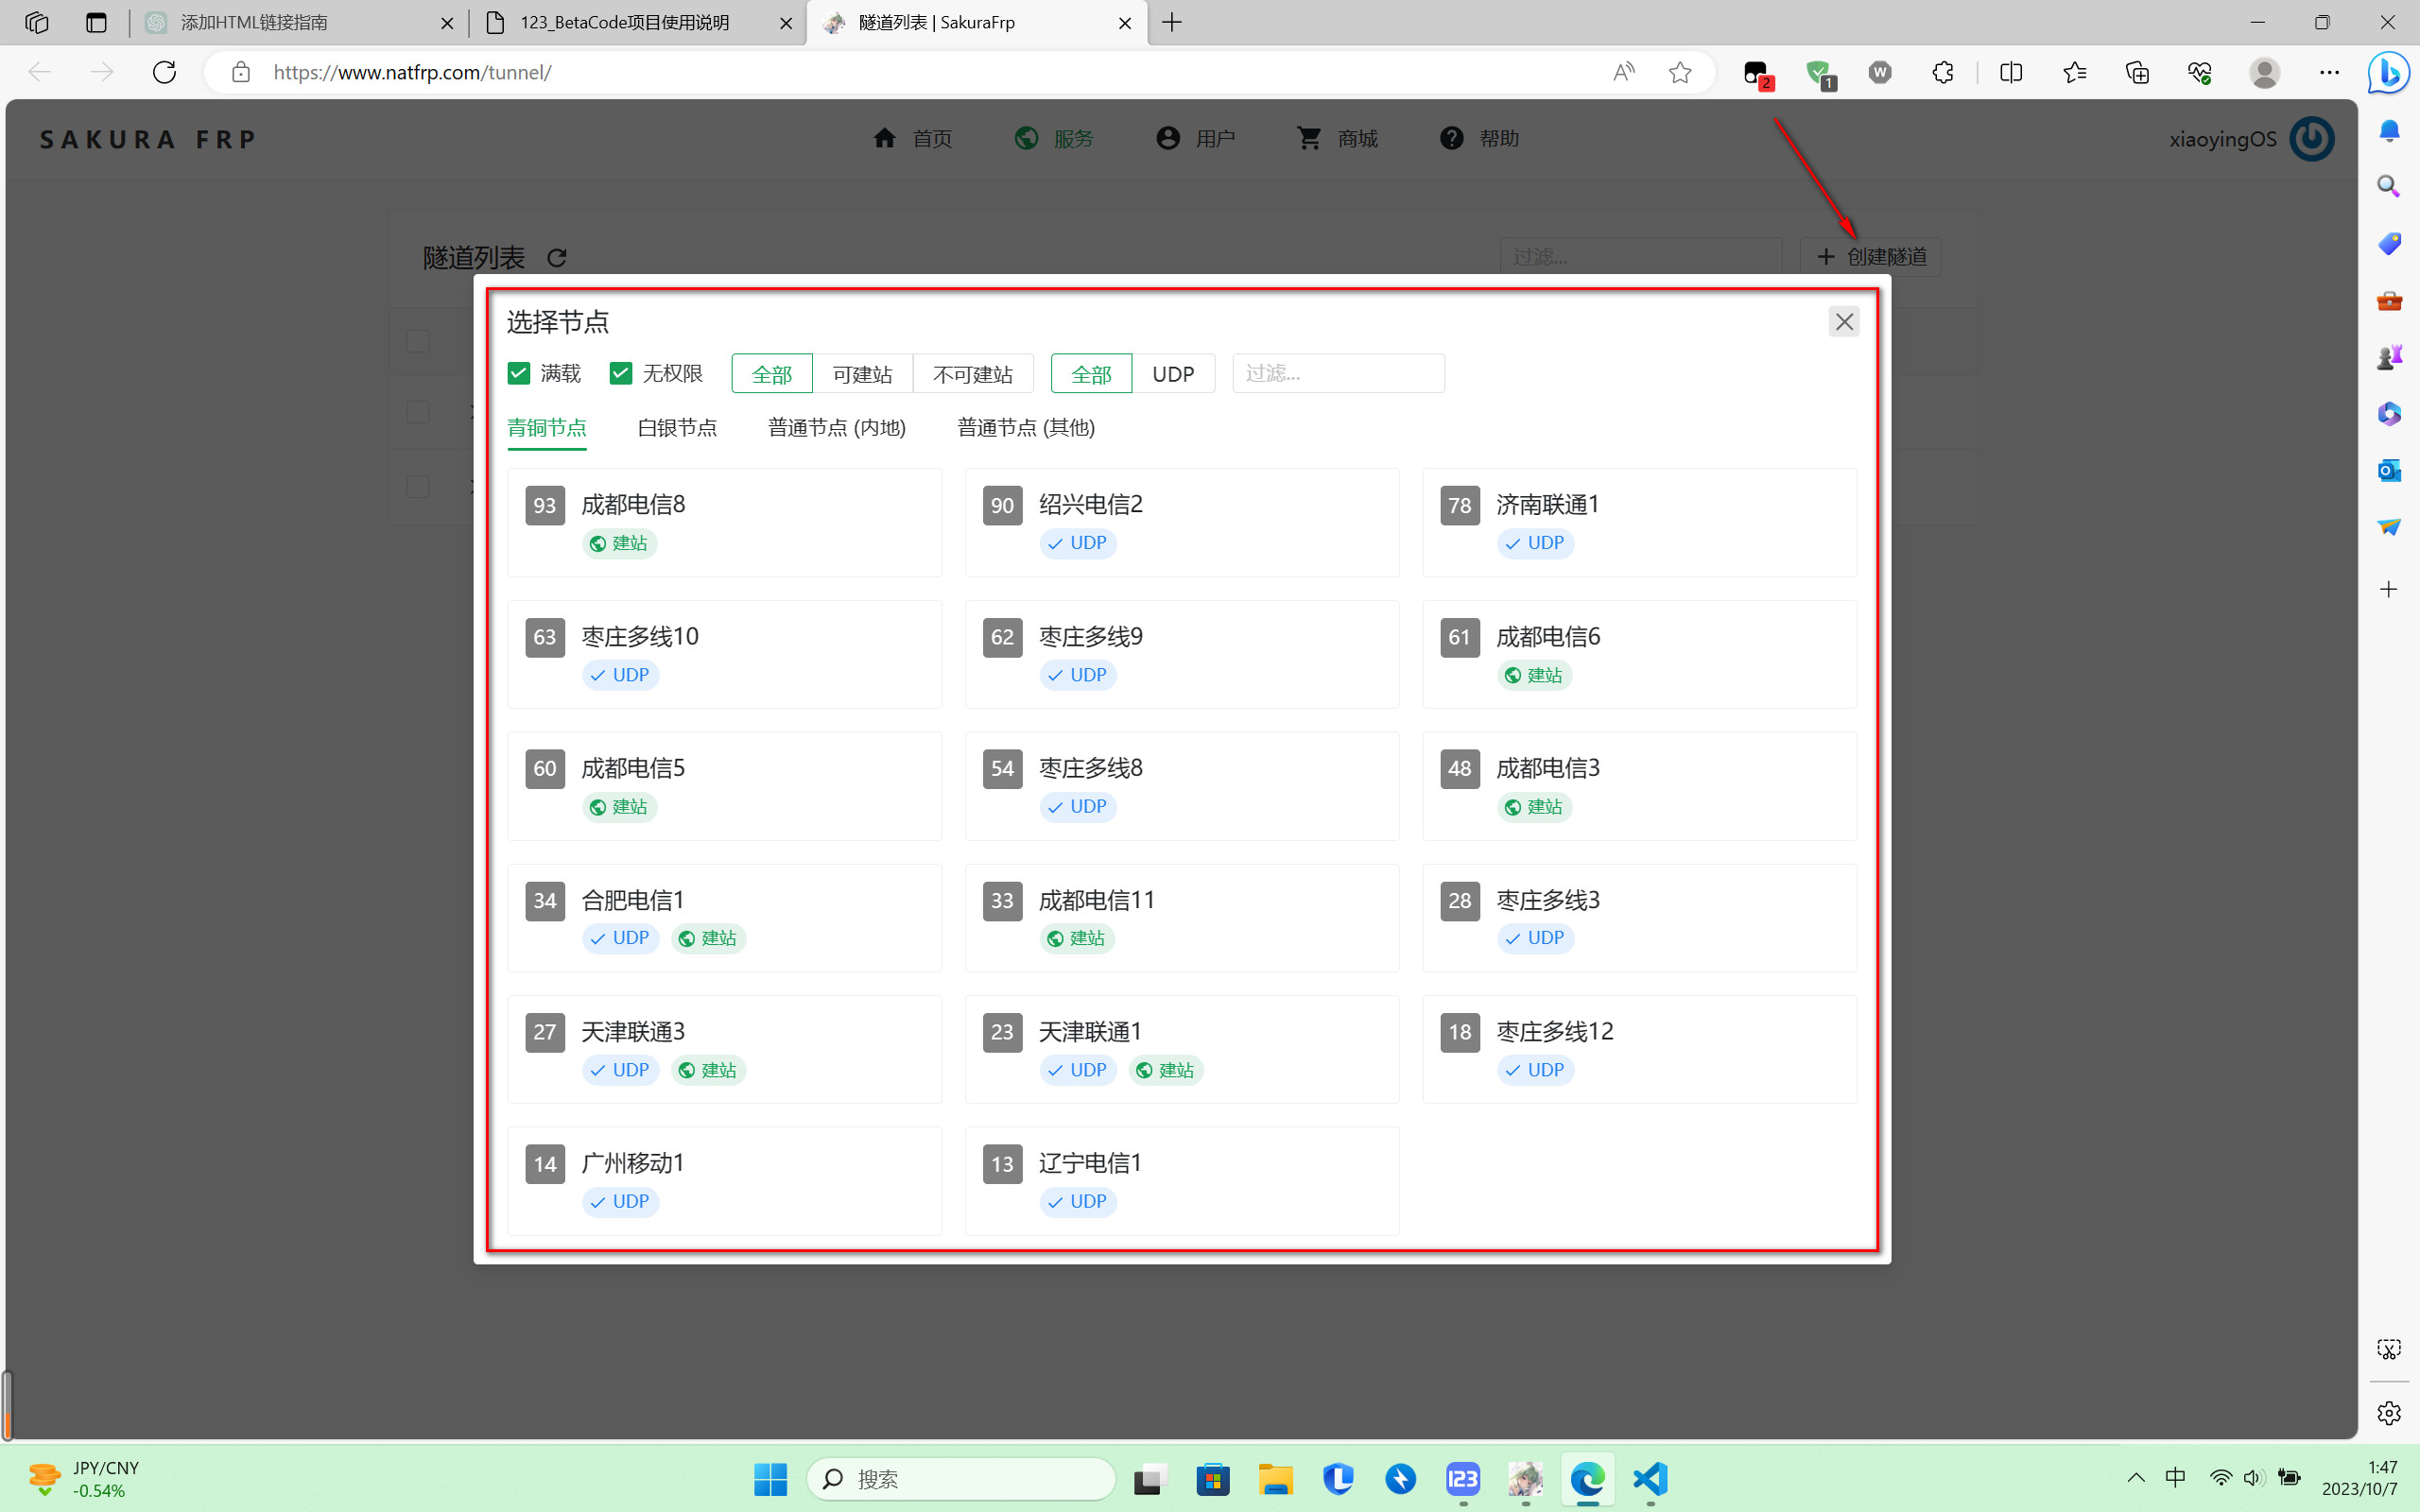 添加HTML链接指南
123_BetaCode项目使用说明
隧道列表 | SakuraFrp
https://www.natfrp.com/tunnel/
2
1
W
SAKURA FRP
首页
服务
用户
商城
帮助
xiaoyingOS
隧道列表
过滤...
创建隧道
选择节点
满载
无权限
全部
可建站
不可建站
全部
UDP
过滤...
青铜节点
白银节点
普通节点 (内地)
普通节点 (其他)
93 成都电信8
建站
90 绍兴电信2
UDP
78 济南联通1
UDP
63 枣庄多线10
UDP
62 枣庄多线9
UDP
61 成都电信6
建站
60 成都电信5
建站
54 枣庄多线8
UDP
48 成都电信3
建站
34 合肥电信1
UDP 建站
33 成都电信11
建站
28 枣庄多线3
UDP
27 天津联通3
UDP 建站
23 天津联通1
UDP 建站
18 枣庄多线12
UDP
14 广州移动1
UDP
13 辽宁电信1
UDP
JPY/CNY
-0.54%
搜索
123
中
1:47
2023/10/7